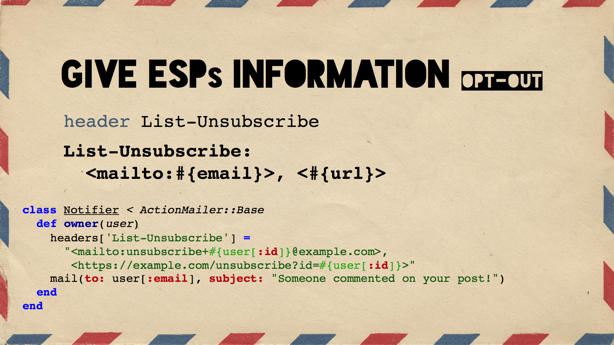 GIVE ESPs INFORMATION OPT-OUT
header List-Unsubscribe
List-Unsubscribe:
<mailto:#{email}>, <#{url}>
class Notifier < ActionMailer::Base
def owner(user)
headers['List-Unsubscribe'] =
"<mailto:unsubscribe+#{user[:id]}@example.com>,
<https://example.com/unsubscribe?id=#{user[:id]}>"
mail(to: user[:email], subject: "Someone commented on your post!")
end
end